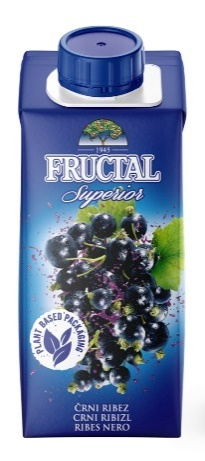 1945
FRUCTAL
Superior
PLANT BASED PACKAGING
ČRNI RIBEZ
CRNI RIBIZL
RIBES NERO